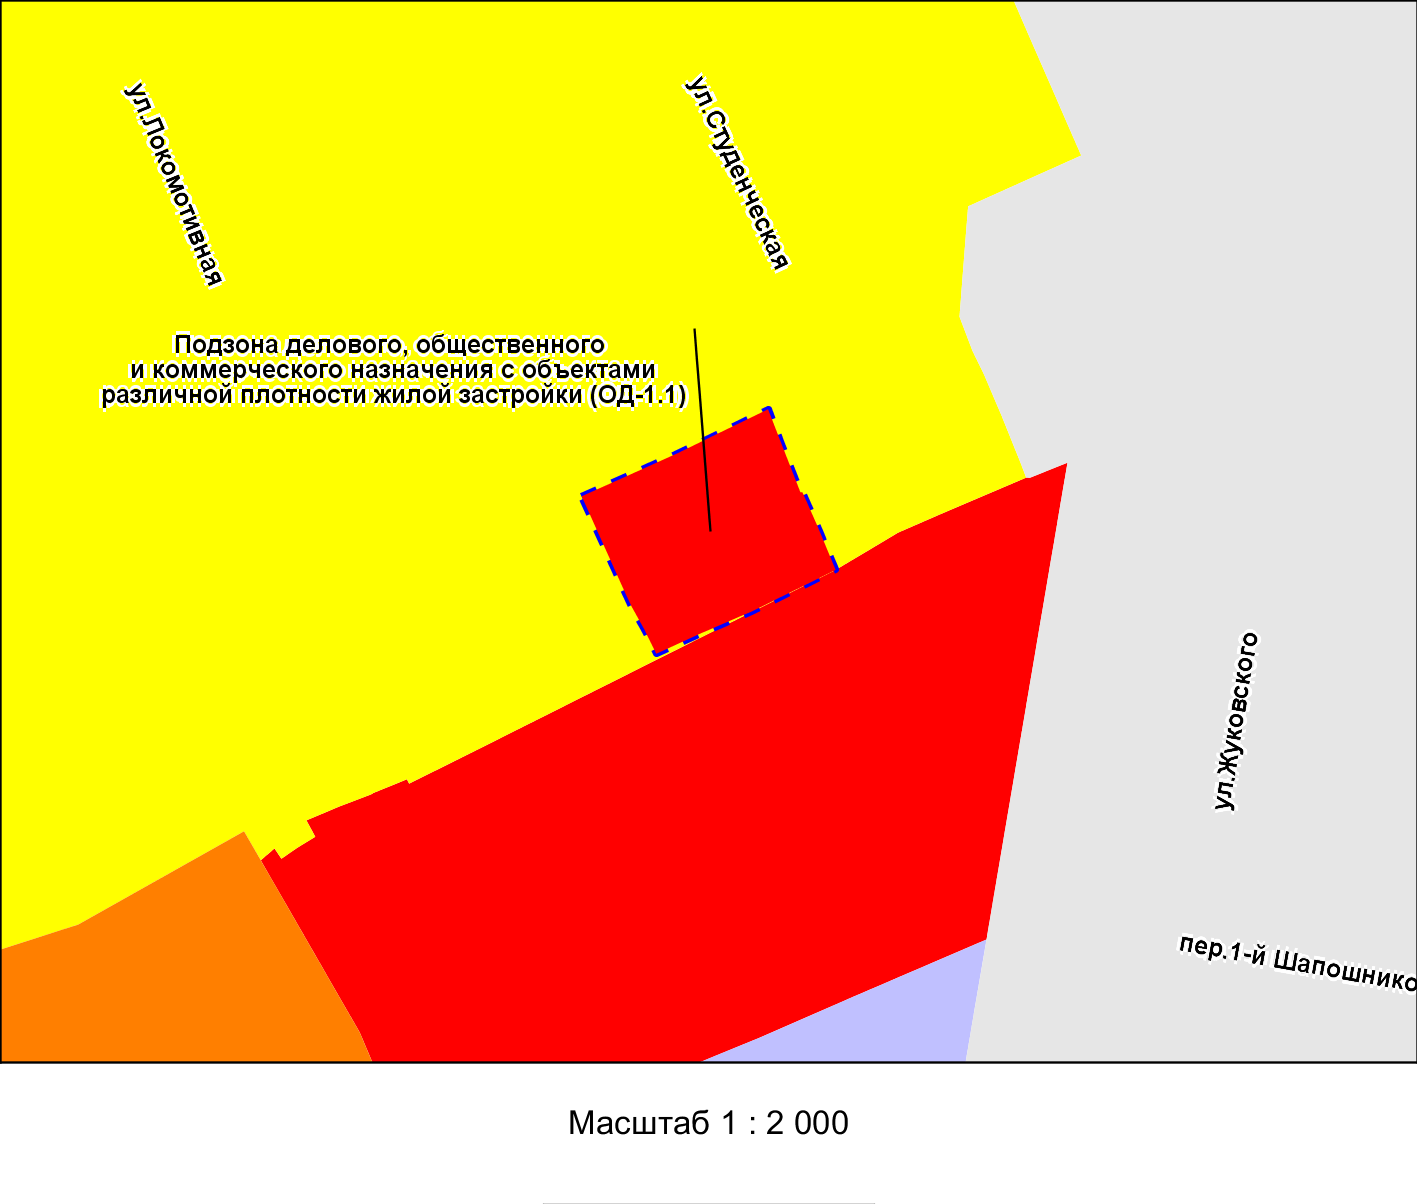 ул.Локомотивная
ул.Студенческая
Подзона делового, общественного
и коммерческого назначения с объектами
различной плотности жилой застройки (ОД-1.1)
ул.Жуковского
пер.1-й Шапошнико
Масштаб 1 : 2 000